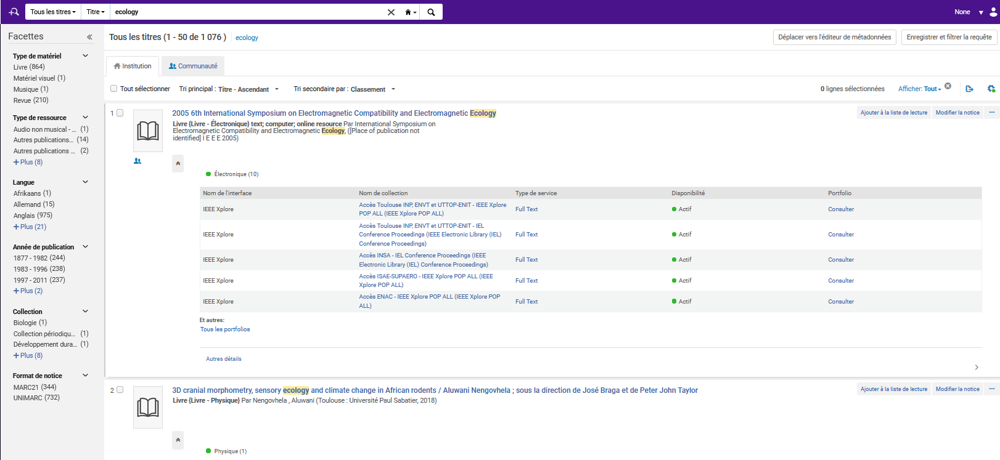 Tous les titres Titre ecology None
Facettes
Type de matériel
Livre (864)
Matériel visuel (1)
Musique (1)
Revue (210)
Type de ressource
Audio non musical - ... (1)
Autres publications... (14)
Autres publications ... (2)
Plus (8)
Langue
Afrikaans (1)
Allemand (15)
Anglais (975)
Plus (21)
Année de publication
1877 - 1982 (244)
1983 - 1996 (238)
1997 - 2011 (237)
Plus (2)
Collection
Biologie (1)
Collection périodiqu... (1)
Développement dura... (1)
Plus (8)
Format de notice
MARC21 (344)
UNIMARC (732)
Tous les titres (1 - 50 de 1 076 ) ecology
Déplacer vers l'éditeur de métadonnées Enregistrer et filtrer la requête
Institution Communauté
Tout sélectionner Tri principal : Titre - Ascendant Tri secondaire par : Classement
0 lignes sélectionnées Afficher: Tout
1 2005 6th International Symposium on Electromagnetic Compatibility and Electromagnetic Ecology
Ajouter à la liste de lecture Modifier la notice ...
Livre {Livre - Électronique} text; computer; online resource Par International Symposium on
Electromagnetic Compatibility and Electromagnetic Ecology, ([Place of publication not
identified] I E E E 2005)
Électronique (10)
Nom de l'interface Nom de collection Type de service Disponibilité Portfolio
IEEE Xplore Accès Toulouse INP, ENVT et UTTOP-ENIT - IEEE Xplore Full Text Actif Consulter
POP ALL (IEEE Xplore POP ALL)
Accès Toulouse INP, ENVT et UTTOP-ENIT - IEL
IEEE Xplore Conference Proceedings (IEEE Electronic Library (IEL) Full Text Actif Consulter
Conference Proceedings)
IEEE Xplore Accès INSA - IEL Conference Proceedings (IEEE Full Text Actif Consulter
Electronic Library (IEL) Conference Proceedings)
IEEE Xplore Accès ISAE-SUPAERO - IEEE Xplore POP ALL (IEEE Full Text Actif Consulter
Xplore POP ALL)
IEEE Xplore Accès ENAC - IEEE Xplore POP ALL (IEEE Xplore POP Full Text Actif Consulter
ALL)
Et autres:
Tous les portfolios
Autres détails
2 3D cranial morphometry, sensory ecology and climate change in African rodents / Aluwani Nengovhela ; sous la direction de José Braga et de Peter John Taylor
Ajouter à la liste de lecture Modifier la notice ...
Livre {Livre - Physique} Par Nengovhela , Aluwani (Toulouse : Université Paul Sabatier, 2018)
Physique (1)